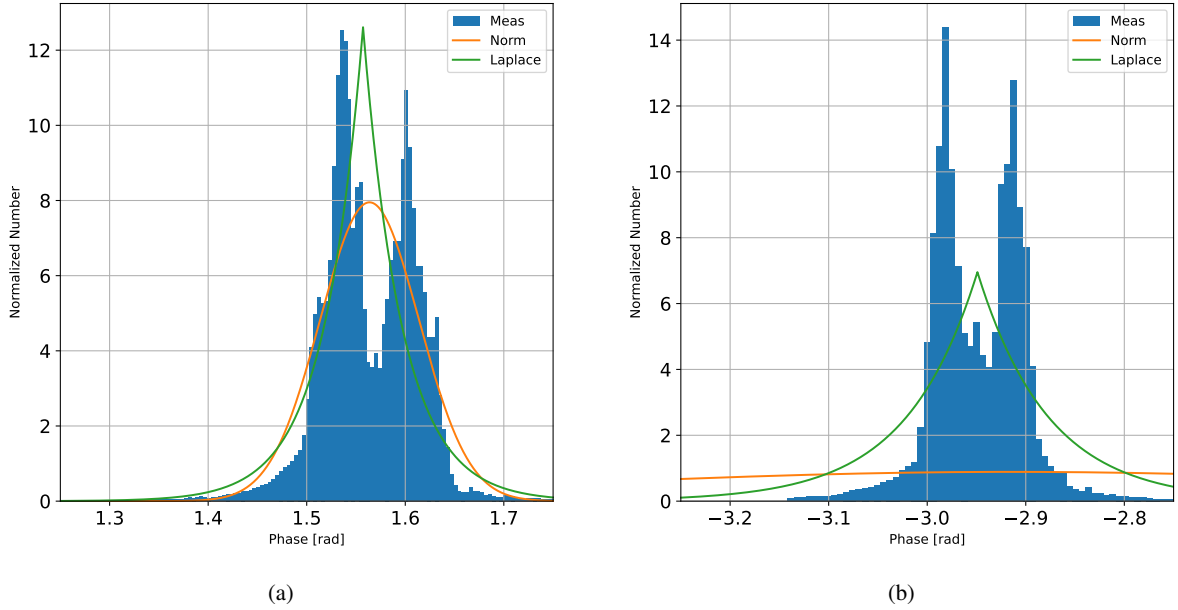 Meas
Norm
Laplace
Normalized Number
12
10
8
6
4
2
0
1.3 1.4 1.5 1.6 1.7
Phase [rad]
(a)
Meas
Norm
Laplace
Normalized Number
14
12
10
8
6
4
2
0
−3.2 −3.1 −3.0 −2.9 −2.8
Phase [rad]
(b)